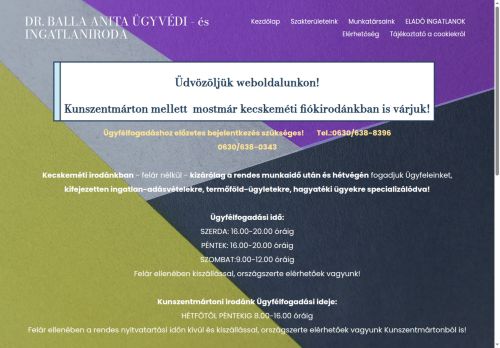 DR. BALLA ANITA ÜGYVÉDI - és
INGATLANIRODA
Kezdőlap Szakterületeink Munkatársaink ELADÓ INGATLANOK
Elérhetőség Tájékoztató a cookiekról
Üdvözöljük weboldalunkon!
Kunszentmárton mellett mostmár kecskeméti fiókirodánkban is várjuk!
Ügyfélfogadáshoz előzetes bejelentkezés szükséges! Tel.:0630/638-8396
0630/638-0343
Kecskeméti irodánkban - felár nélkül - kizárólag a rendes munkaidő után és hétvégén fogadjuk Ügyfeleinket,
kifejezetten ingatlan-adásvételekre, termőföld-ügyletekre, hagyatéki ügyekre specializálódva!
Ügyfélfogadási idő:
SZERDA: 16.00-20.00 óráig
PÉNTEK: 16.00-20.00 óráig
SZOMBAT:9.00-12.00 óráig
Felár ellenében kiszállással, országszerte elérhetőek vagyunk!
Kunszentmártoni irodánk Ügyfélfogadási ideje:
HÉTFŐTŐL PÉNTEKIG 8.00-16.00 óráig
Felár ellenében a rendes nyitvatartási időn kívül és kiszállással, országszerte elérhetőek vagyunk Kunszentmártonból is!